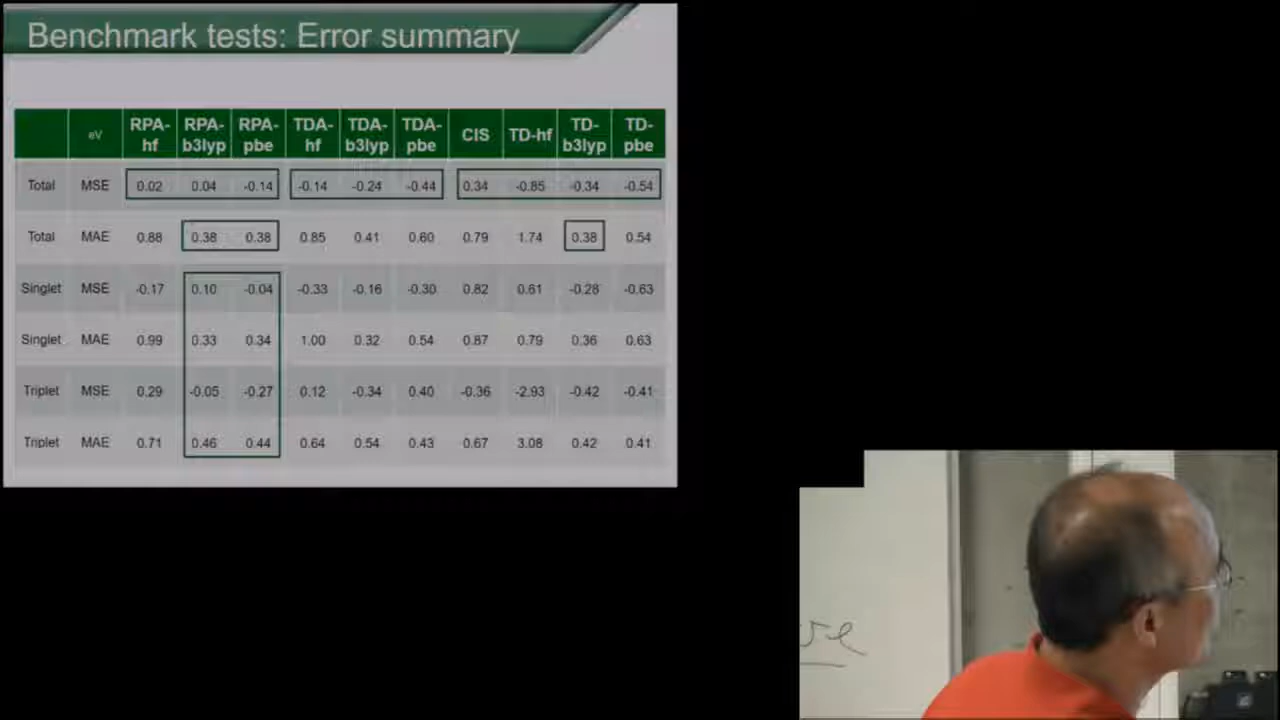 Benchmark tests: Error summary
eV RPA-hf RPA-b3lyp RPA-pbe TDA-hf TDA-b3lyp TDA-pbe CIS TD-hf TD-b3lyp TD-pbe
Total MSE 0.02 0.04 -0.14 -0.14 -0.24 -0.44 0.34 -0.85 -0.34 -0.54
Total MAE 0.88 0.38 0.38 0.85 0.41 0.60 0.79 1.74 0.38 0.54
Singlet MSE -0.17 0.10 -0.04 -0.33 -0.16 -0.30 0.82 0.61 -0.28 -0.63
Singlet MAE 0.99 0.33 0.34 1.00 0.32 0.54 0.87 0.79 0.36 0.63
Triplet MSE 0.29 -0.05 -0.27 0.12 -0.34 0.40 -0.36 -2.93 -0.42 -0.41
Triplet MAE 0.71 0.46 0.44 0.64 0.54 0.43 0.67 3.08 0.42 0.41